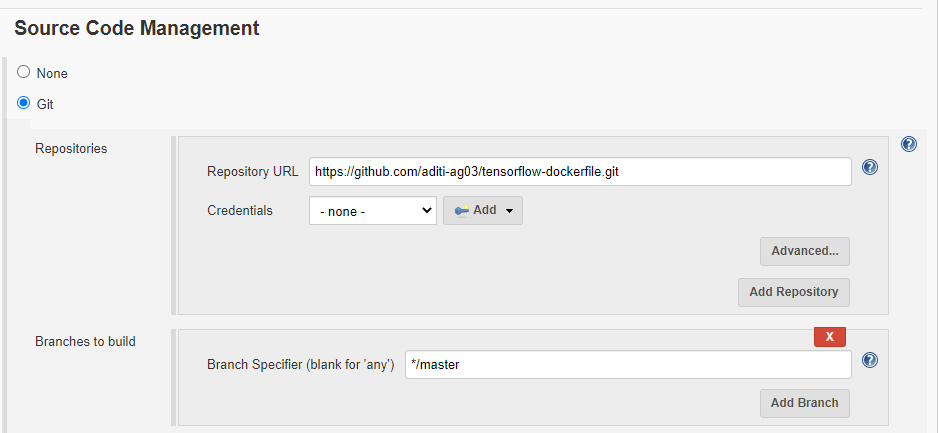 Source Code Management
None
Git
Repositories
Repository URL https://github.com/aditi-ag03/tensorflow-dockerfile.git
Credentials - none - Add
Advanced...
Add Repository
Branches to build
X
Branch Specifier (blank for 'any') */master
Add Branch